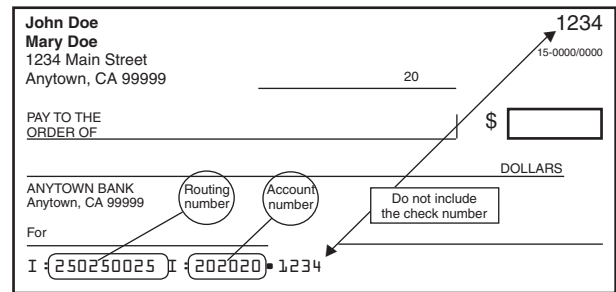 John Doe 1234
Mary Doe 15-0000/0000
1234 Main Street
Anytown, CA 99999 20
PAY TO THE
ORDER OF $
DOLLARS
ANYTOWN BANK
Anytown, CA 99999
Routing
number
Account
number
Do not include
the check number
For
I:250250025 I:202020 1234